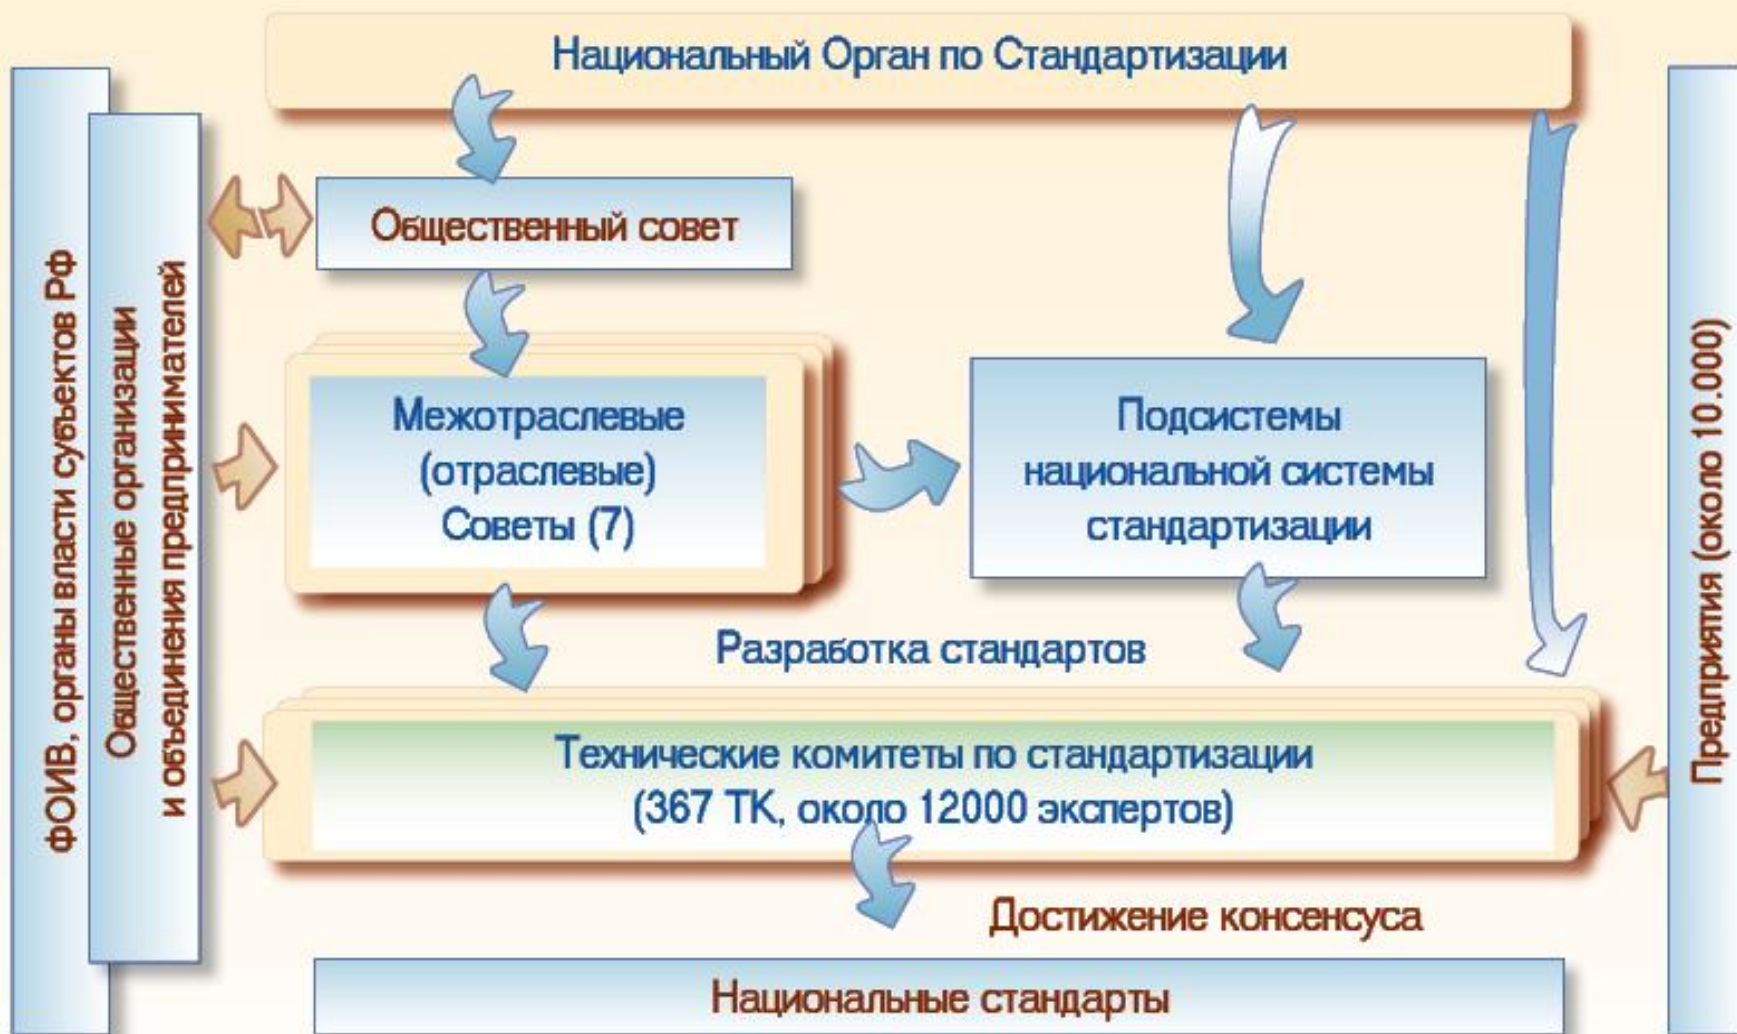 Национальный Орган по Стандартизации
фОИВ, органы власти субъектов РФ
Общественные организации
и объединения предпринимателей
Общественный совет
Межотраслевые
(отраслевые)
Советы (7)
Подсистемы
национальной системы
стандартизации
Предприятия (около 10.000)
Разработка стандартов
Технические комитеты по стандартизации
(367 ТК, около 12000 экспертов)
Достижение консенсуса
Национальные стандарты